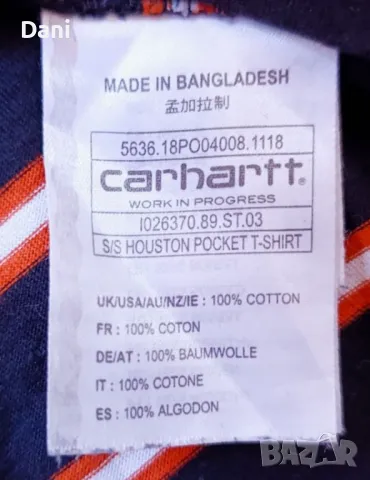 Dani
MADE IN BANGLADESH
孟加拉制
5636.18PO04008.1118
carhartt®
WORK IN PROGRESS
I026370.89.ST.03
S/S HOUSTON POCKET T-SHIRT
UK/USA/AU/NZ/IE : 100% COTTON
FR : 100% COTON
DE/AT : 100% BAUMWOLLE
IT : 100% COTONE
ES : 100% ALGODON
BAZAR